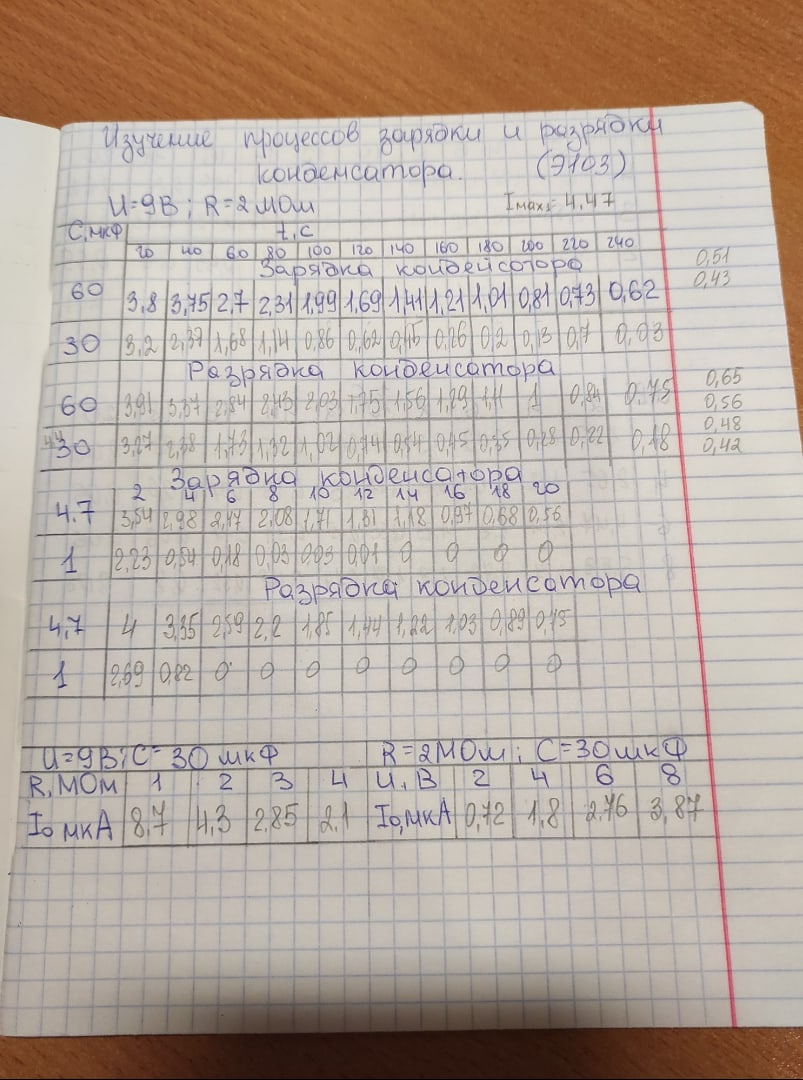 Изучение процессов зарядки и разрядки
конденсатора. (Э103)
U=9В; R=2 МОм Imax= 4,47
С, мкФ t, с
20 40 60 80 100 120 140 160 180 200 220 240
Зарядка конденсатора
0,51
60 3,8 3,75 2,7 2,31 1,99 1,69 1,41 1,21 1,01 0,81 0,73 0,62 0,43
30 3,2 2,37 1,68 1,14 0,86 0,62 0,45 0,26 0,2 0,13 0,7 0,03
Разрядка конденсатора
0,65
60 3,91 3,37 2,84 2,43 2,03 1,75 1,56 1,29 1,11 1 0,84 0,75 0,56
0,48
30 3,27 2,38 1,73 1,32 1,02 0,74 0,54 0,45 0,35 0,28 0,22 0,18 0,42
Зарядка конденсатора
2 4 6 8 10 12 14 16 18 20
4.7 3,54 2,98 2,47 2,08 1,71 1,81 1,18 0,97 0,68 0,56
1 2,23 0,54 0,18 0,03 0,03 0,01 0 0 0 0
Разрядка конденсатора
4,7 4 3,35 2,59 2,2 1,85 1,44 1,22 1,03 0,89 0,75
1 2,69 0,82 0 0 0 0 0 0 0 0
U=9В; С=30 мкФ R=2МОм; С=30мкФ
R, МОм 1 2 3 4 U, В 2 4 6 8
I₀ мкА 8,7 4,3 2,85 2,1 I₀, мкА 0,72 1,8 2,76 3,87